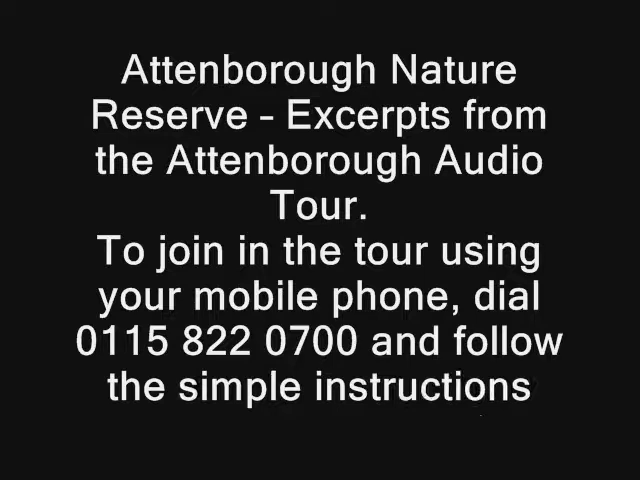 Attenborough Nature
Reserve – Excerpts from
the Attenborough Audio
Tour.
To join in the tour using
your mobile phone, dial
0115 822 0700 and follow
the simple instructions